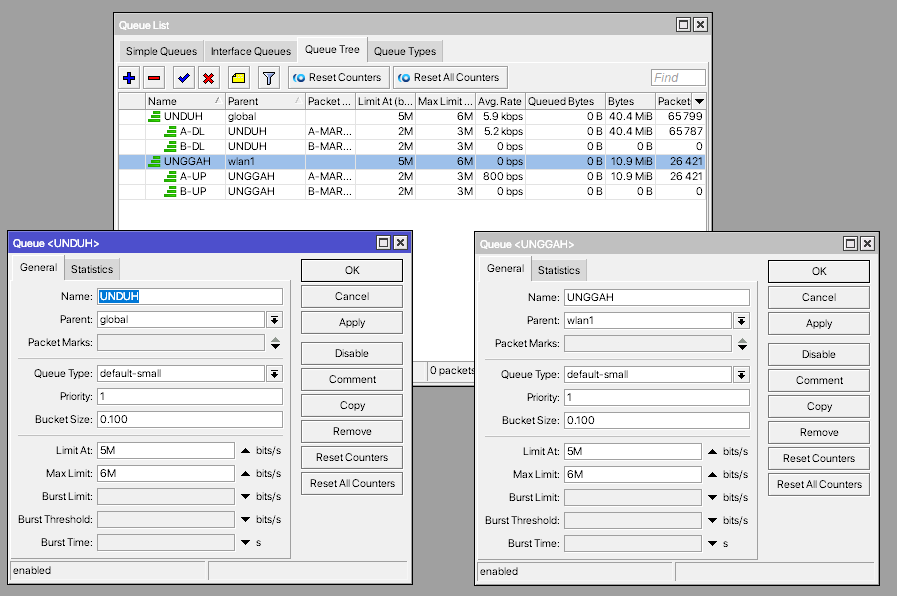 Queue List
Simple Queues Interface Queues Queue Tree Queue Types
Reset Counters Reset All Counters Find
Name Parent Packet ... Limit At (b... Max Limit ... Avg. Rate Queued Bytes Bytes Packet
UNDUH global 5M 6M 5.9 kbps 0 B 40.4 MiB 65 799
A-DL UNDUH A-MAR... 2M 3M 5.2 kbps 0 B 40.4 MiB 65 787
B-DL UNDUH B-MAR... 2M 3M 0 bps 0 B 0 B 0
UNGGAH wlan1 5M 6M 0 bps 0 B 10.9 MiB 26 421
A-UP UNGGAH A-MAR... 2M 3M 800 bps 0 B 10.9 MiB 26 421
B-UP UNGGAH B-MAR... 2M 3M 0 bps 0 B 0 B 0
0 packets
Queue <UNDUH>
General Statistics
Name: UNDUH
Parent: global
Packet Marks:
Queue Type: default-small
Priority: 1
Bucket Size: 0.100
Limit At: 5M bits/s
Max Limit: 6M bits/s
Burst Limit: bits/s
Burst Threshold: bits/s
Burst Time: s
OK
Cancel
Apply
Disable
Comment
Copy
Remove
Reset Counters
Reset All Counters
enabled
Queue <UNGGAH>
General Statistics
Name: UNGGAH
Parent: wlan1
Packet Marks:
Queue Type: default-small
Priority: 1
Bucket Size: 0.100
Limit At: 5M bits/s
Max Limit: 6M bits/s
Burst Limit: bits/s
Burst Threshold: bits/s
Burst Time: s
OK
Cancel
Apply
Disable
Comment
Copy
Remove
Reset Counters
Reset All Counters
enabled